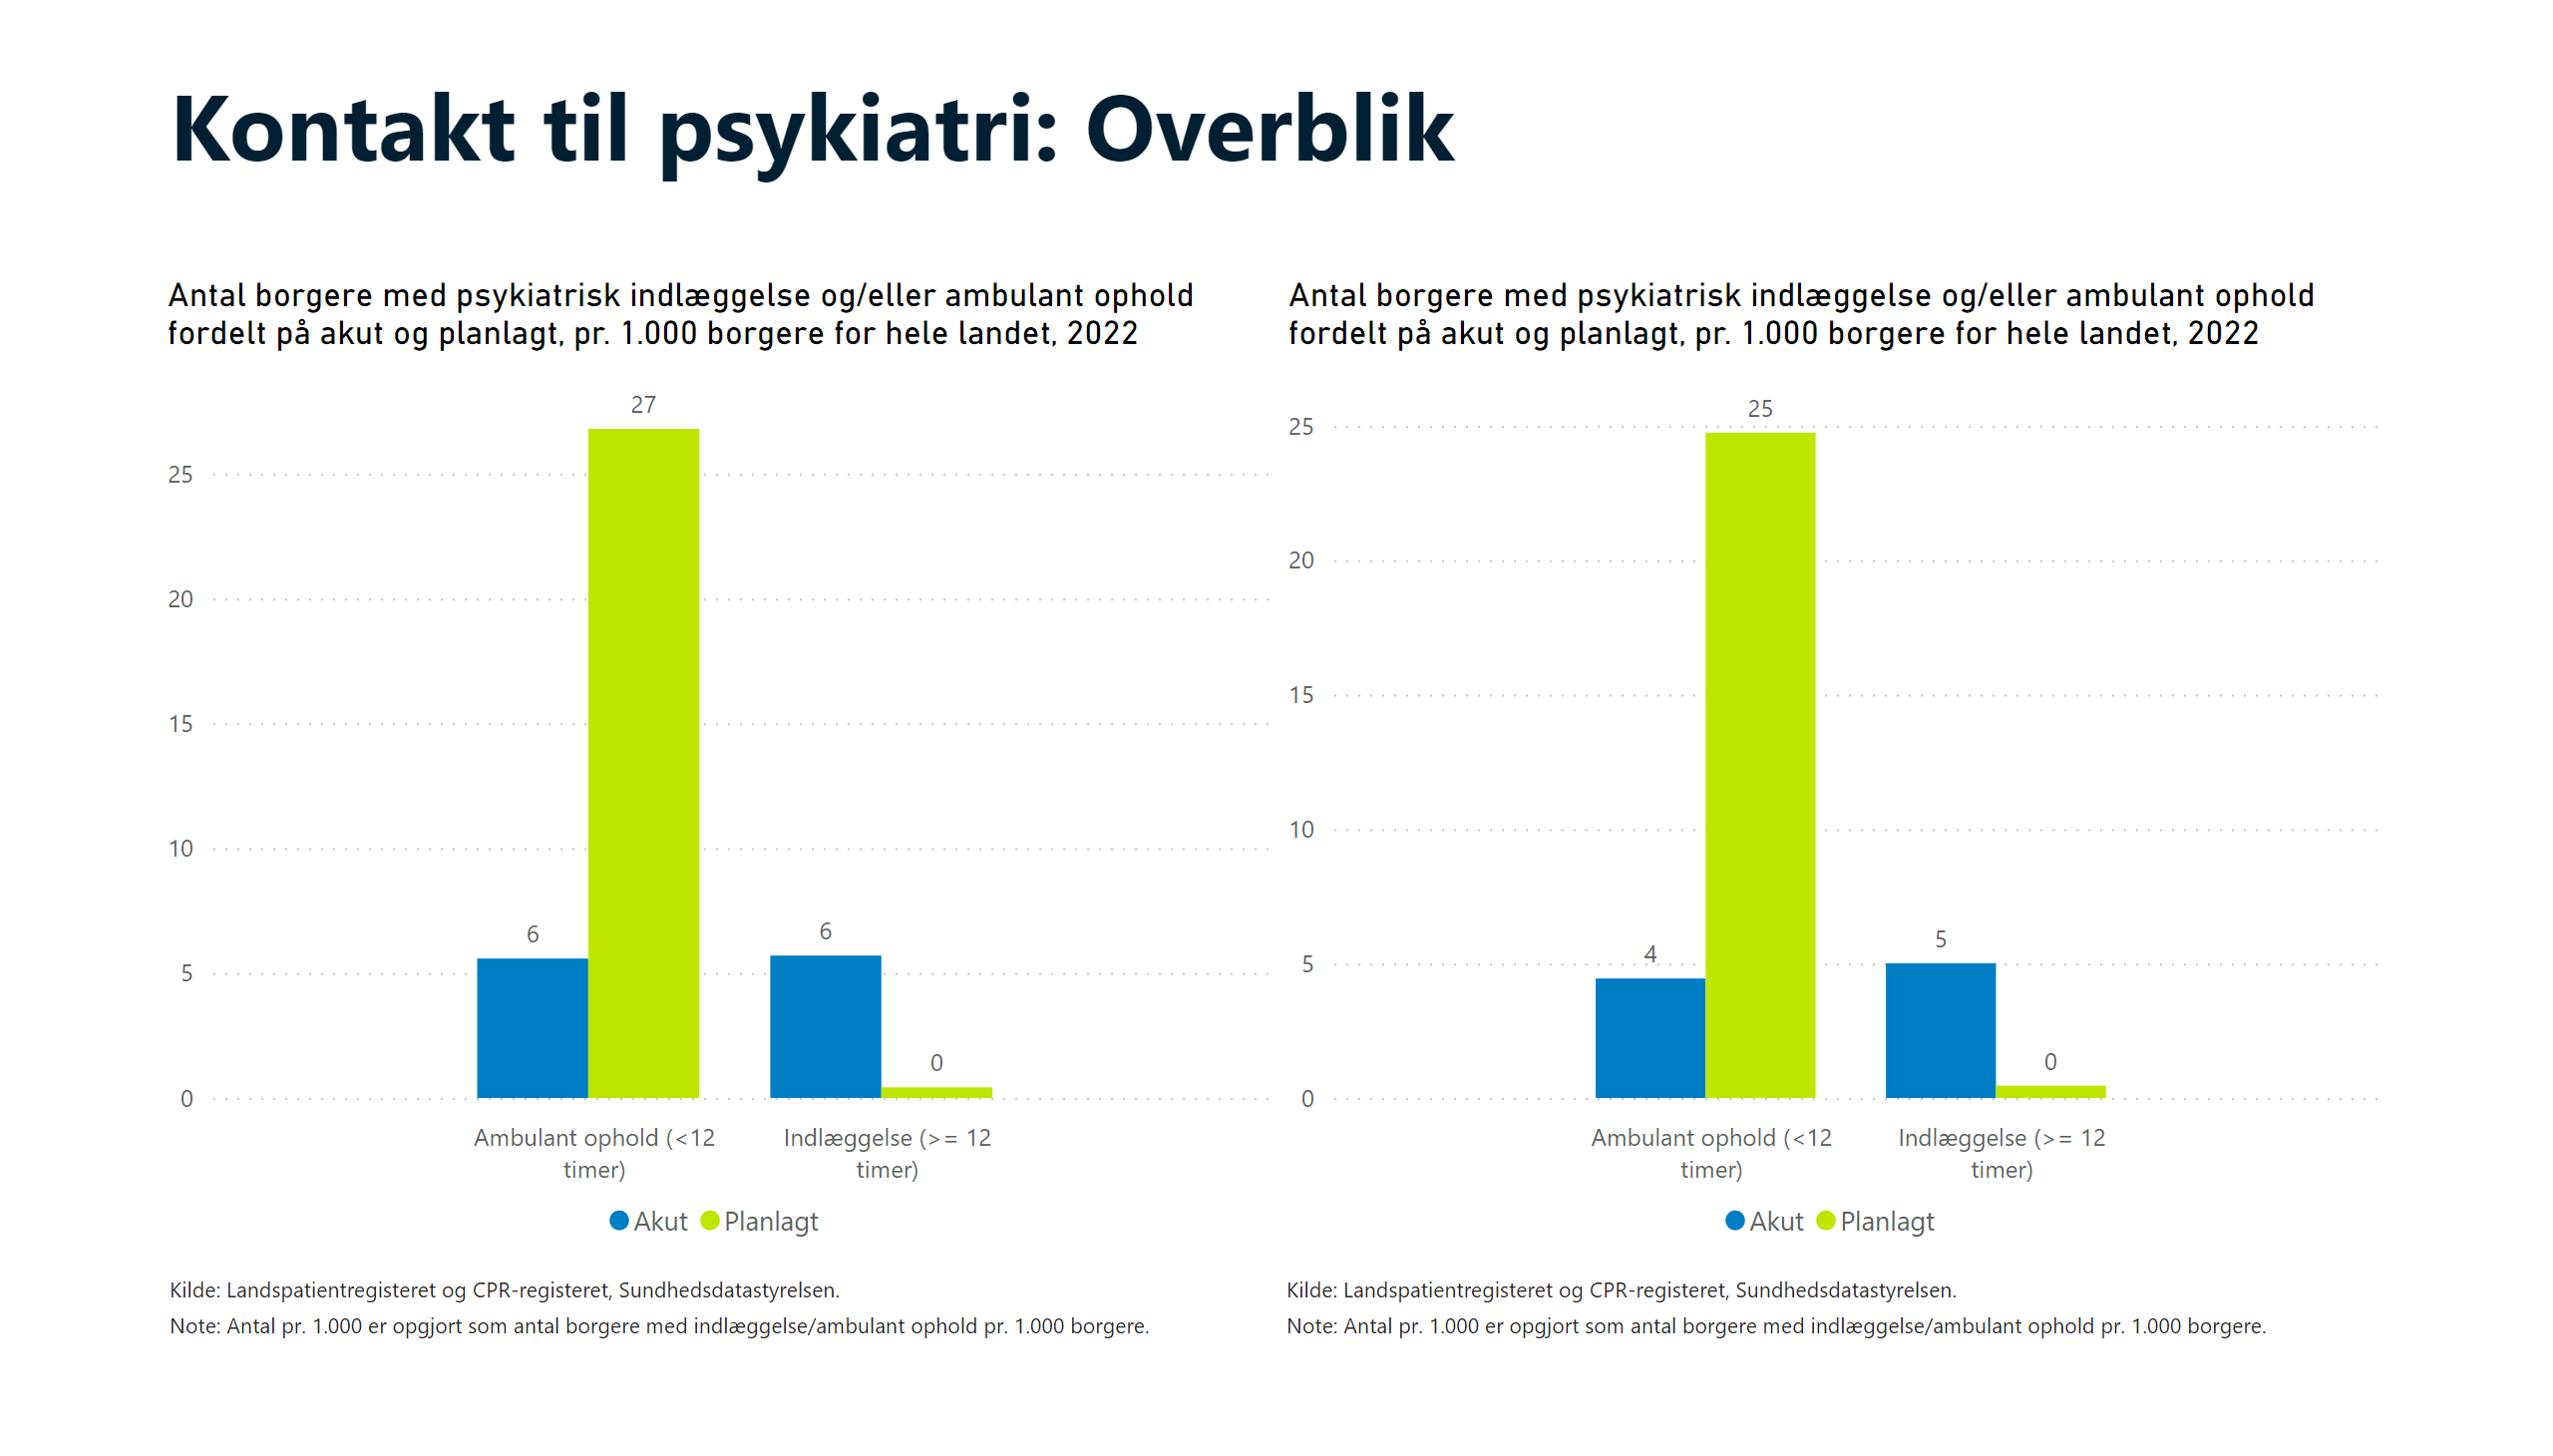 Kontakt til psykiatri: Overblik
Antal borgere med psykiatrisk indlæggelse og/eller ambulant ophold
fordelt på akut og planlagt, pr. 1.000 borgere for hele landet, 2022
27
25
20
15
10
5
0
6
6
0
Ambulant ophold (<12
timer)
Indlæggelse (>= 12
timer)
Akut Planlagt
Kilde: Landspatientregisteret og CPR-registeret, Sundhedsdatastyrelsen.
Note: Antal pr. 1.000 er opgjort som antal borgere med indlæggelse/ambulant ophold pr. 1.000 borgere.
Antal borgere med psykiatrisk indlæggelse og/eller ambulant ophold
fordelt på akut og planlagt, pr. 1.000 borgere for hele landet, 2022
25
25
20
15
10
5
0
4
5
0
Ambulant ophold (<12
timer)
Indlæggelse (>= 12
timer)
Akut Planlagt
Kilde: Landspatientregisteret og CPR-registeret, Sundhedsdatastyrelsen.
Note: Antal pr. 1.000 er opgjort som antal borgere med indlæggelse/ambulant ophold pr. 1.000 borgere.